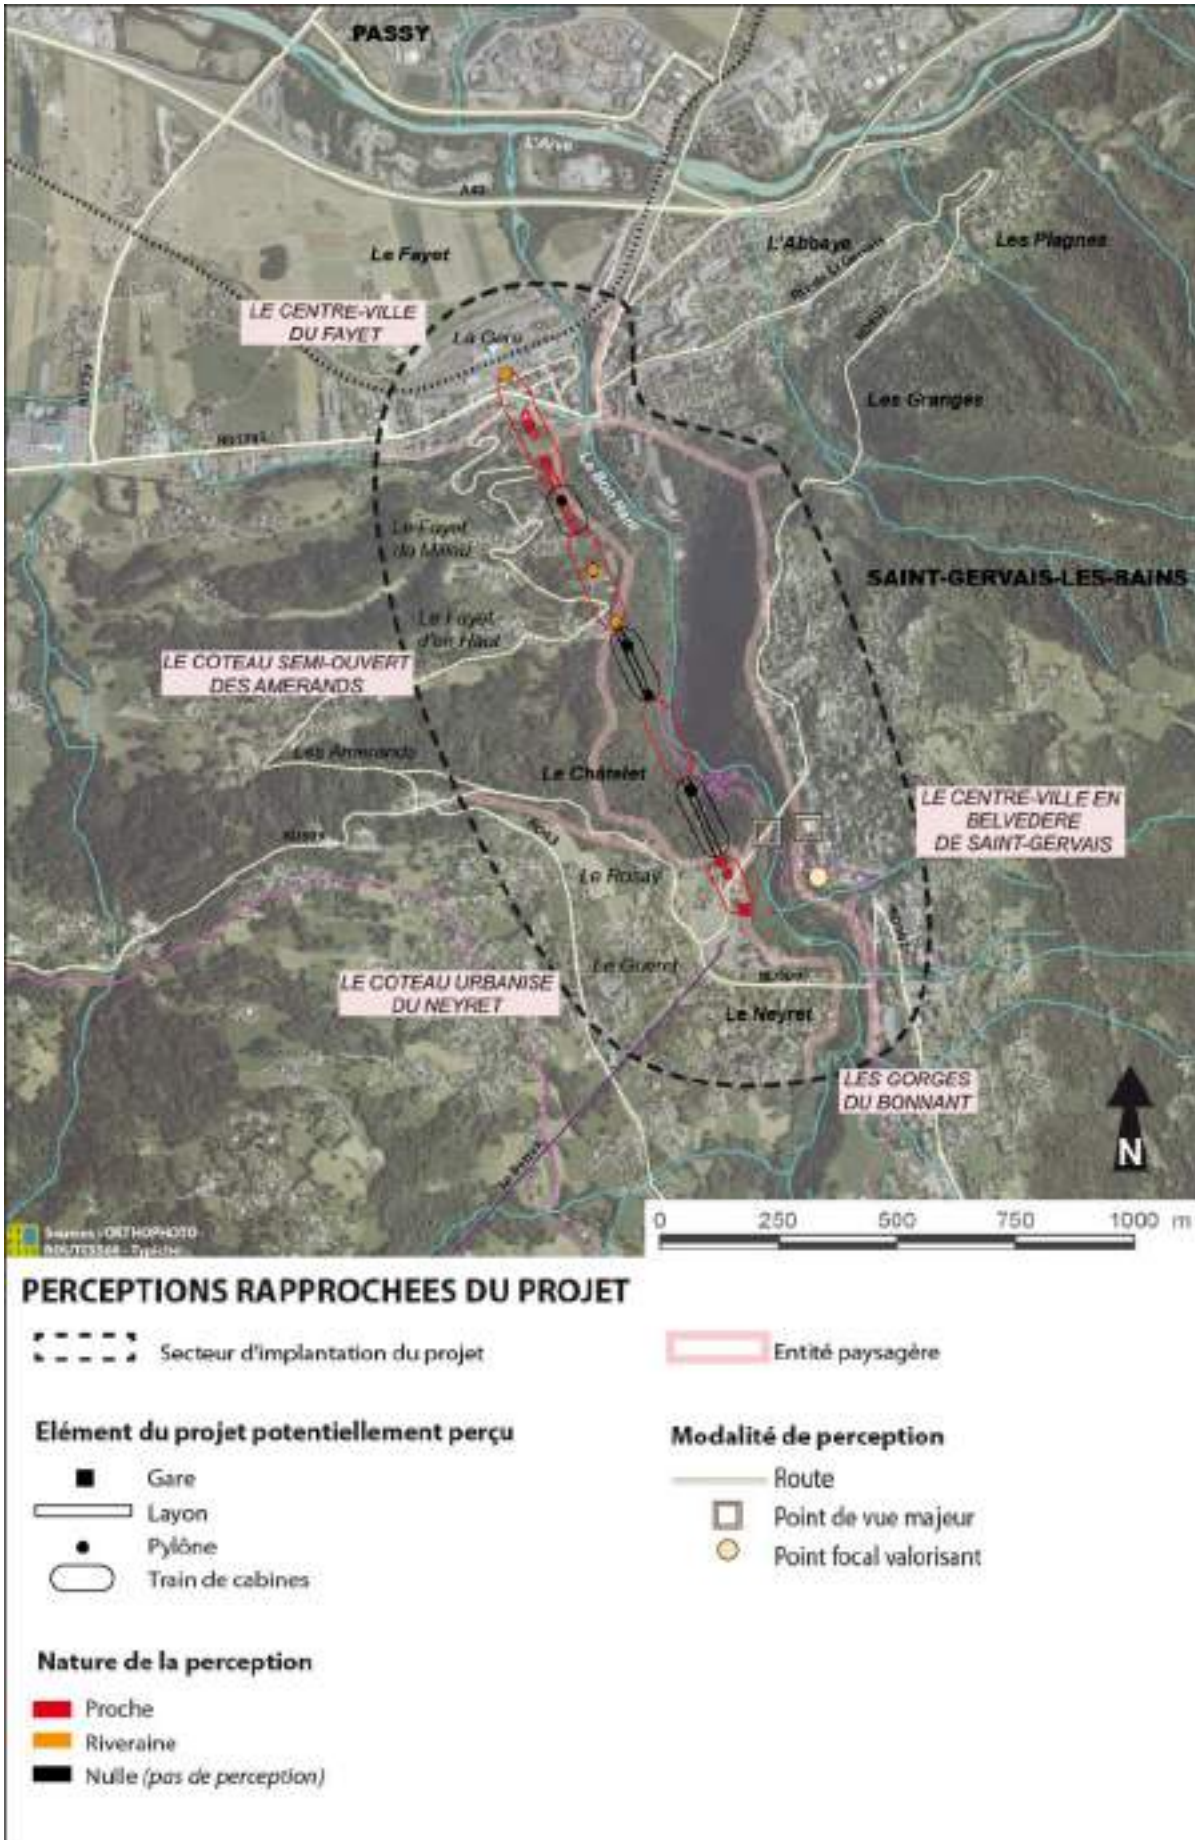 PASSY
L'Arve
A40
Le Fayet
L'Abbaye
Les Plagnes
LE CENTRE-VILLE
DU FAYET
La Gare
Les Granges
Le Bonnant
Le Fayet
du Milieu
SAINT-GERVAIS-LES-BAINS
Le Fayet
d'en Haut
LE COTEAU SEMI-OUVERT
DES AMERANDS
Les Amerands
Le Châtelet
LE CENTRE-VILLE EN
BELVEDERE
DE SAINT-GERVAIS
RD43
Le Rosay
Le Gueret
LE COTEAU URBANISE
DU NEYRET
Le Neyret
LES GORGES
DU BONNANT
N
0 250 500 750 1000 m
Sources : ORTHOPHOTO
PERCEPTIONS RAPPROCHEES DU PROJET
Secteur d'implantation du projet
Entité paysagère
Elément du projet potentiellement perçu
Gare
Layon
Pylône
Train de cabines
Modalité de perception
Route
Point de vue majeur
Point focal valorisant
Nature de la perception
Proche
Riveraine
Nulle (pas de perception)